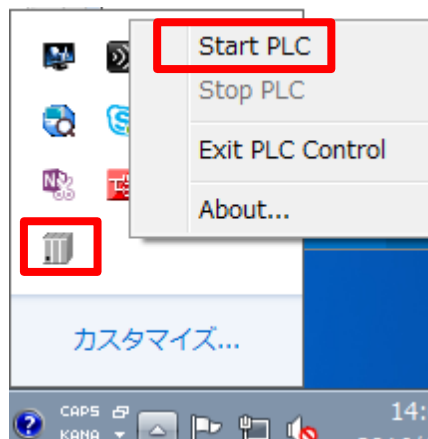 Start PLC
Stop PLC
Exit PLC Control
About...
カスタマイズ...
CAPS
KANA
14: